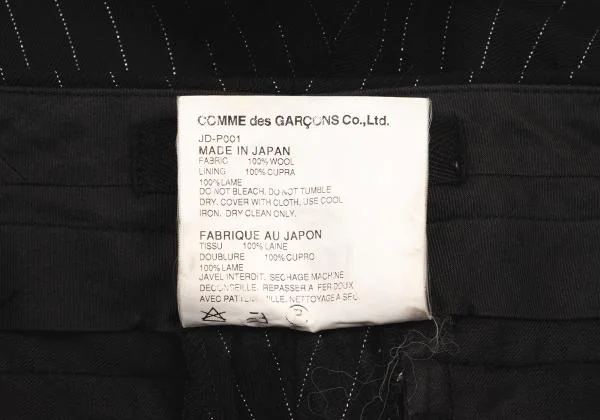 COMME des GARÇONS Co.,Ltd.
JD-P001
MADE IN JAPAN
FABRIC 100% WOOL
LINING 100% CUPRA
100% LAME
DO NOT BLEACH. DO NOT TUMBLE
DRY. COVER WITH CLOTH, USE COOL
IRON. DRY CLEAN ONLY.
FABRIQUE AU JAPON
TISSU 100% LAINE
DOUBLURE 100% CUPRO
100% LAME
JAVEL INTERDIT. SECHAGE MACHINE
DECONSEILLE. REPASSER A FER DOUX
AVEC NETTOYAGE A SEC.